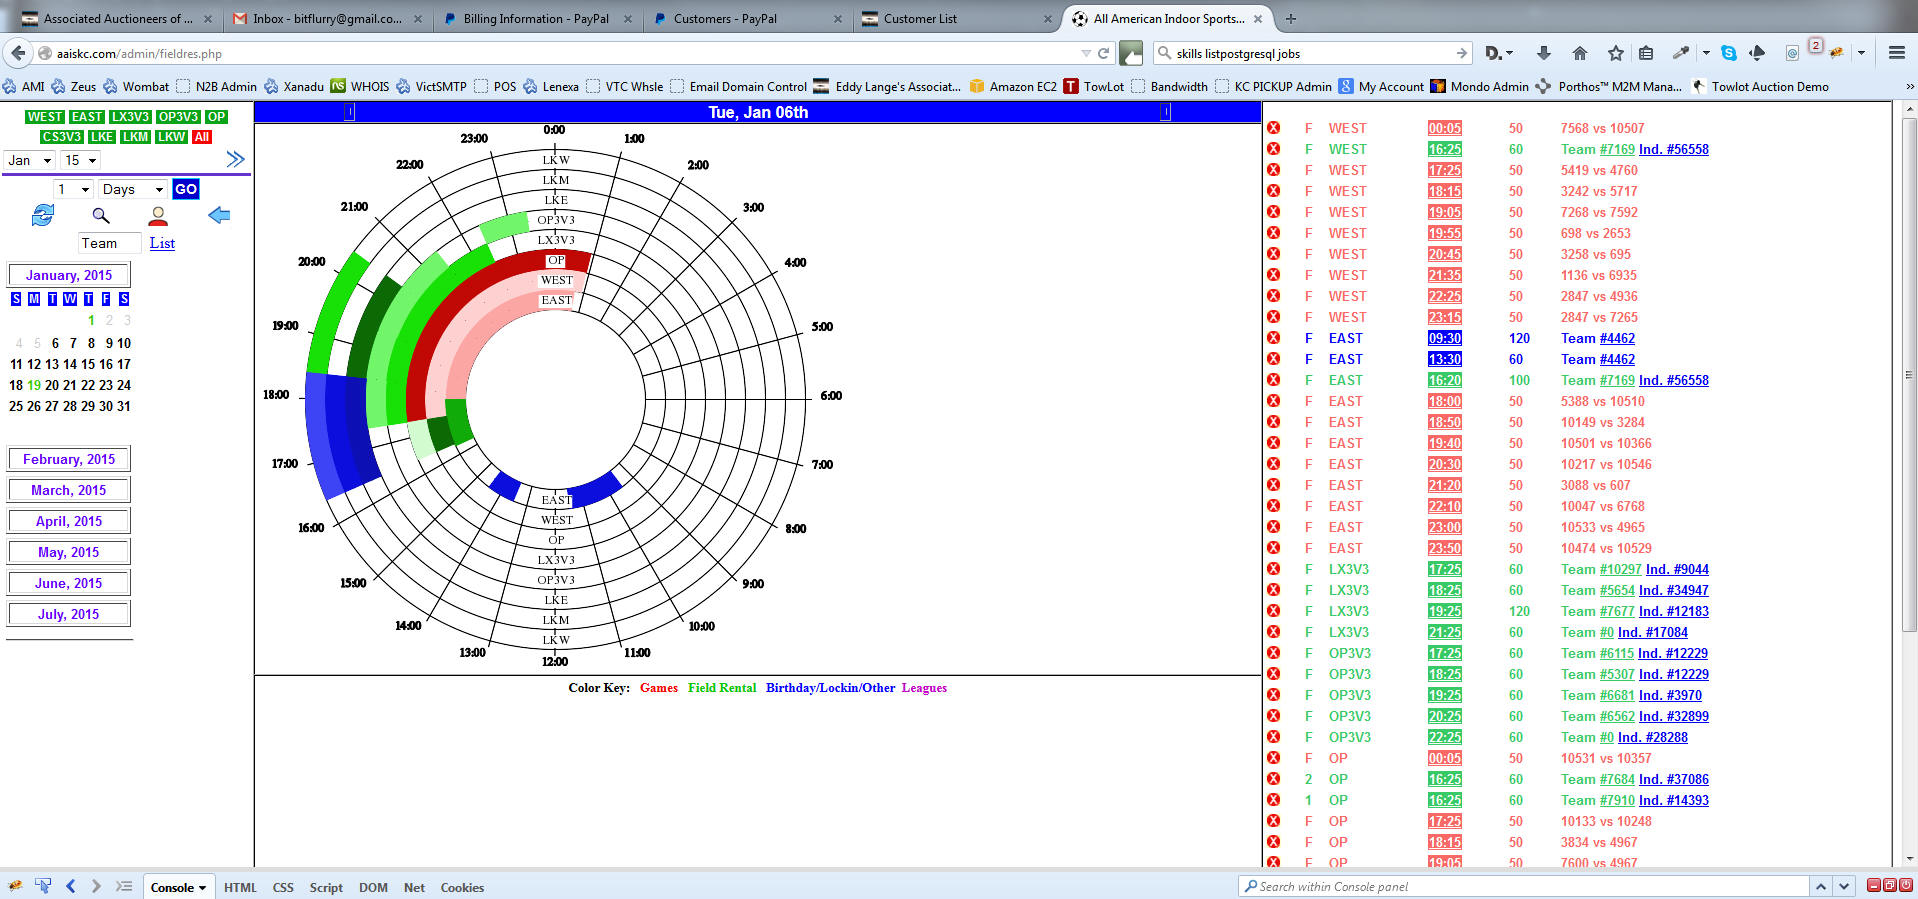 Associated Auctioneers of ...
Inbox - bitflurry@gmail.co...
Billing Information - PayPal
Customers - PayPal
Customer List
All American Indoor Sports...
aaiskc.com/admin/fieldres.php
skills listpostgresql jobs
D.
2
AMI Zeus Wombat N2B Admin Xanadu WHOIS VictSMTP POS Lenexa VTC Whsle Email Domain Control Eddy Lange's Associat... Amazon EC2 TowLot Bandwidth KC PICKUP Admin My Account Mondo Admin Porthos™ M2M Mana... Towlot Auction Demo
WEST EAST LX3V3 OP3V3 OP
CS3V3 LKE LKM LKW All
Jan 15
1 Days GO
Team List
January, 2015
S M T W T F S
1 2 3
4 5 6 7 8 9 10
11 12 13 14 15 16 17
18 19 20 21 22 23 24
25 26 27 28 29 30 31
February, 2015
March, 2015
April, 2015
May, 2015
June, 2015
July, 2015
Tue, Jan 06th
0:00
1:00
2:00
3:00
4:00
5:00
6:00
7:00
8:00
9:00
10:00
11:00
12:00
13:00
14:00
15:00
16:00
17:00
18:00
19:00
20:00
21:00
22:00
23:00
LKW
LKM
LKE
OP3V3
LX3V3
OP
WEST
EAST
EAST
WEST
OP
LX3V3
OP3V3
LKE
LKM
LKW
Color Key: Games Field Rental Birthday/Lockin/Other Leagues
F WEST 00:05 50 7568 vs 10507
F WEST 16:25 60 Team #7169 Ind. #56558
F WEST 17:25 50 5419 vs 4760
F WEST 18:15 50 3242 vs 5717
F WEST 19:05 50 7268 vs 7592
F WEST 19:55 50 698 vs 2653
F WEST 20:45 50 3258 vs 695
F WEST 21:35 50 1136 vs 6935
F WEST 22:25 50 2847 vs 4936
F WEST 23:15 50 2847 vs 7265
F EAST 09:30 120 Team #4462
F EAST 13:30 60 Team #4462
F EAST 16:20 100 Team #7169 Ind. #56558
F EAST 18:00 50 5388 vs 10510
F EAST 18:50 50 10149 vs 3284
F EAST 19:40 50 10501 vs 10366
F EAST 20:30 50 10217 vs 10546
F EAST 21:20 50 3088 vs 607
F EAST 22:10 50 10047 vs 6768
F EAST 23:00 50 10533 vs 4965
F EAST 23:50 50 10474 vs 10529
F LX3V3 17:25 60 Team #10297 Ind. #9044
F LX3V3 18:25 60 Team #5654 Ind. #34947
F LX3V3 19:25 120 Team #7677 Ind. #12183
F LX3V3 21:25 60 Team #0 Ind. #17084
F OP3V3 17:25 60 Team #6115 Ind. #12229
F OP3V3 18:25 60 Team #5307 Ind. #12229
F OP3V3 19:25 60 Team #6681 Ind. #3970
F OP3V3 20:25 60 Team #6562 Ind. #32899
F OP3V3 22:25 60 Team #0 Ind. #28288
F OP 00:05 50 10531 vs 10357
2 OP 16:25 60 Team #7684 Ind. #37086
1 OP 16:25 60 Team #7910 Ind. #14393
F OP 17:25 50 10133 vs 10248
F OP 18:15 50 3834 vs 4967
F OP 19:05 50 7600 vs 4967
Console HTML CSS Script DOM Net Cookies
Search within Console panel